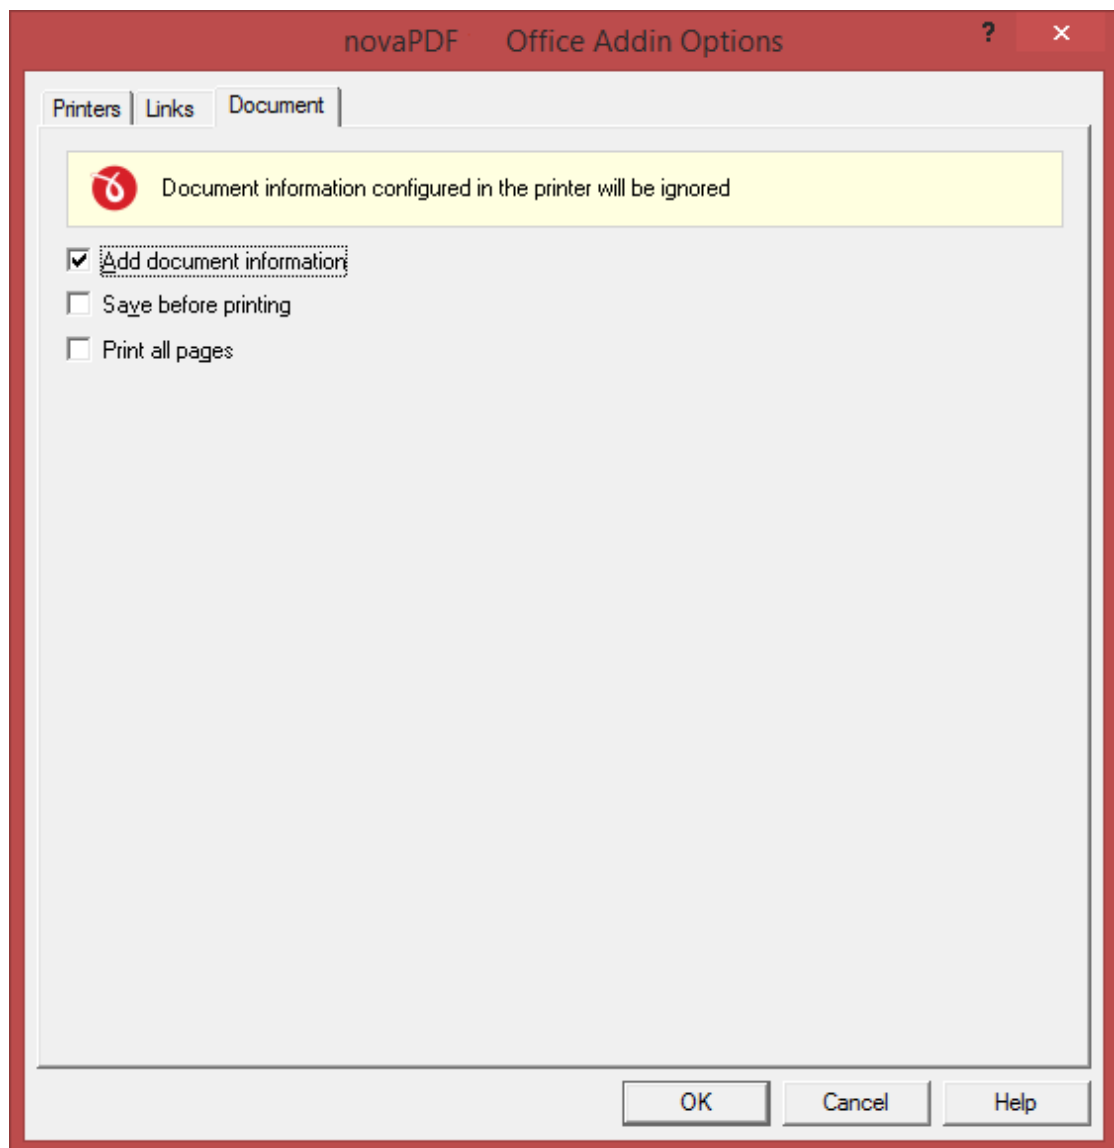 novaPDF Office Addin Options ? ×
Printers Links Document
Document information configured in the printer will be ignored
Add document information
Save before printing
Print all pages
OK Cancel Help